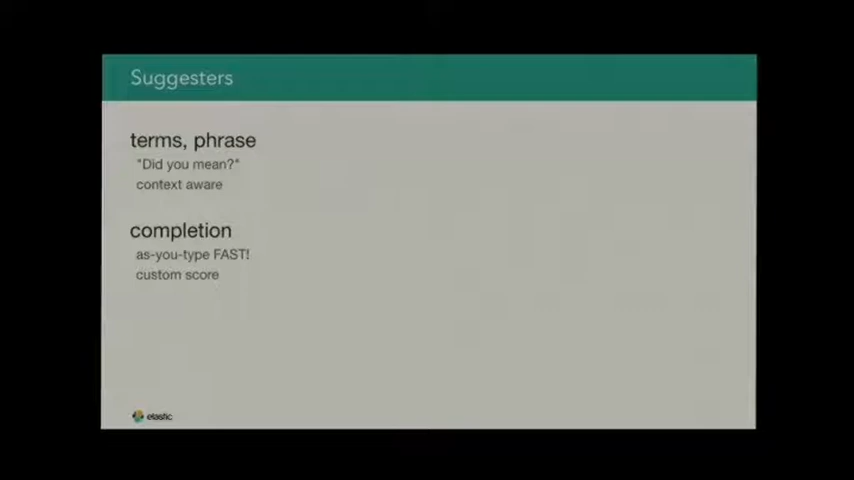 Suggesters
terms, phrase
"Did you mean?"
context aware
completion
as-you-type FAST!
custom score
elastic